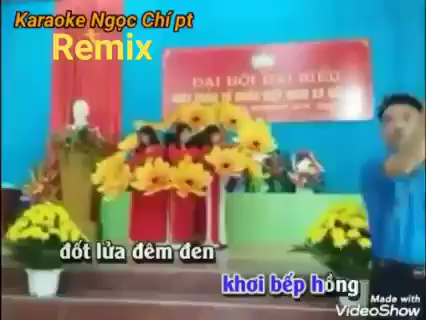 Karaoke Ngọc Chí pt
Remix
ĐẠI HỘI ĐẠI BIỂU
đốt lửa đêm đen
khơi bếp hồng
Made with
VideoShow